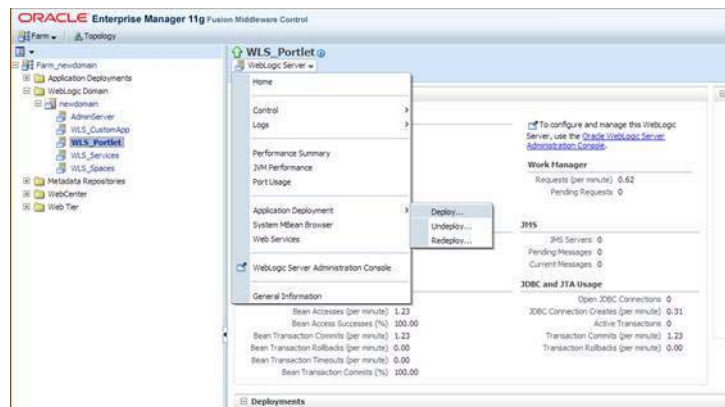 ORACLE Enterprise Manager 11g Fusion Middleware Control
Farm Topology
Farm_newdomain
Application Deployments
WebLogic Domain
newdomain
AdminServer
WLS_CustomApp
WLS_Portlet
WLS_Services
WLS_Spaces
Metadata Repositories
WebCenter
Web Tier
WLS_Portlet
WebLogic Server
Home
Control
Logs
Performance Summary
JVM Performance
Port Usage
Application Deployment
System MBean Browser
Web Services
WebLogic Server Administration Console
General Information
Deploy...
Undeploy...
Redeploy...
To configure and manage this WebLogic
Server, use the Oracle WebLogic Server
Administration Console.
Work Manager
Requests (per minute) 0.62
Pending Requests 0
JMS
JMS Servers 0
Pending Messages 0
Current Messages 0
JDBC and JTA Usage
Open JDBC Connections 0
JDBC Connection Creates (per minute) 0.31
Active Transactions 0
Transaction Commits (per minute) 1.23
Transaction Rollbacks (per minute) 0.00
Bean Accesses (per minute) 1.23
Bean Access Successes (%) 100.00
Bean Transaction Commits (per minute) 1.23
Bean Transaction Rollbacks (per minute) 0.00
Bean Transaction Timeouts (per minute) 0.00
Bean Transaction Commits (%) 100.00
Deployments